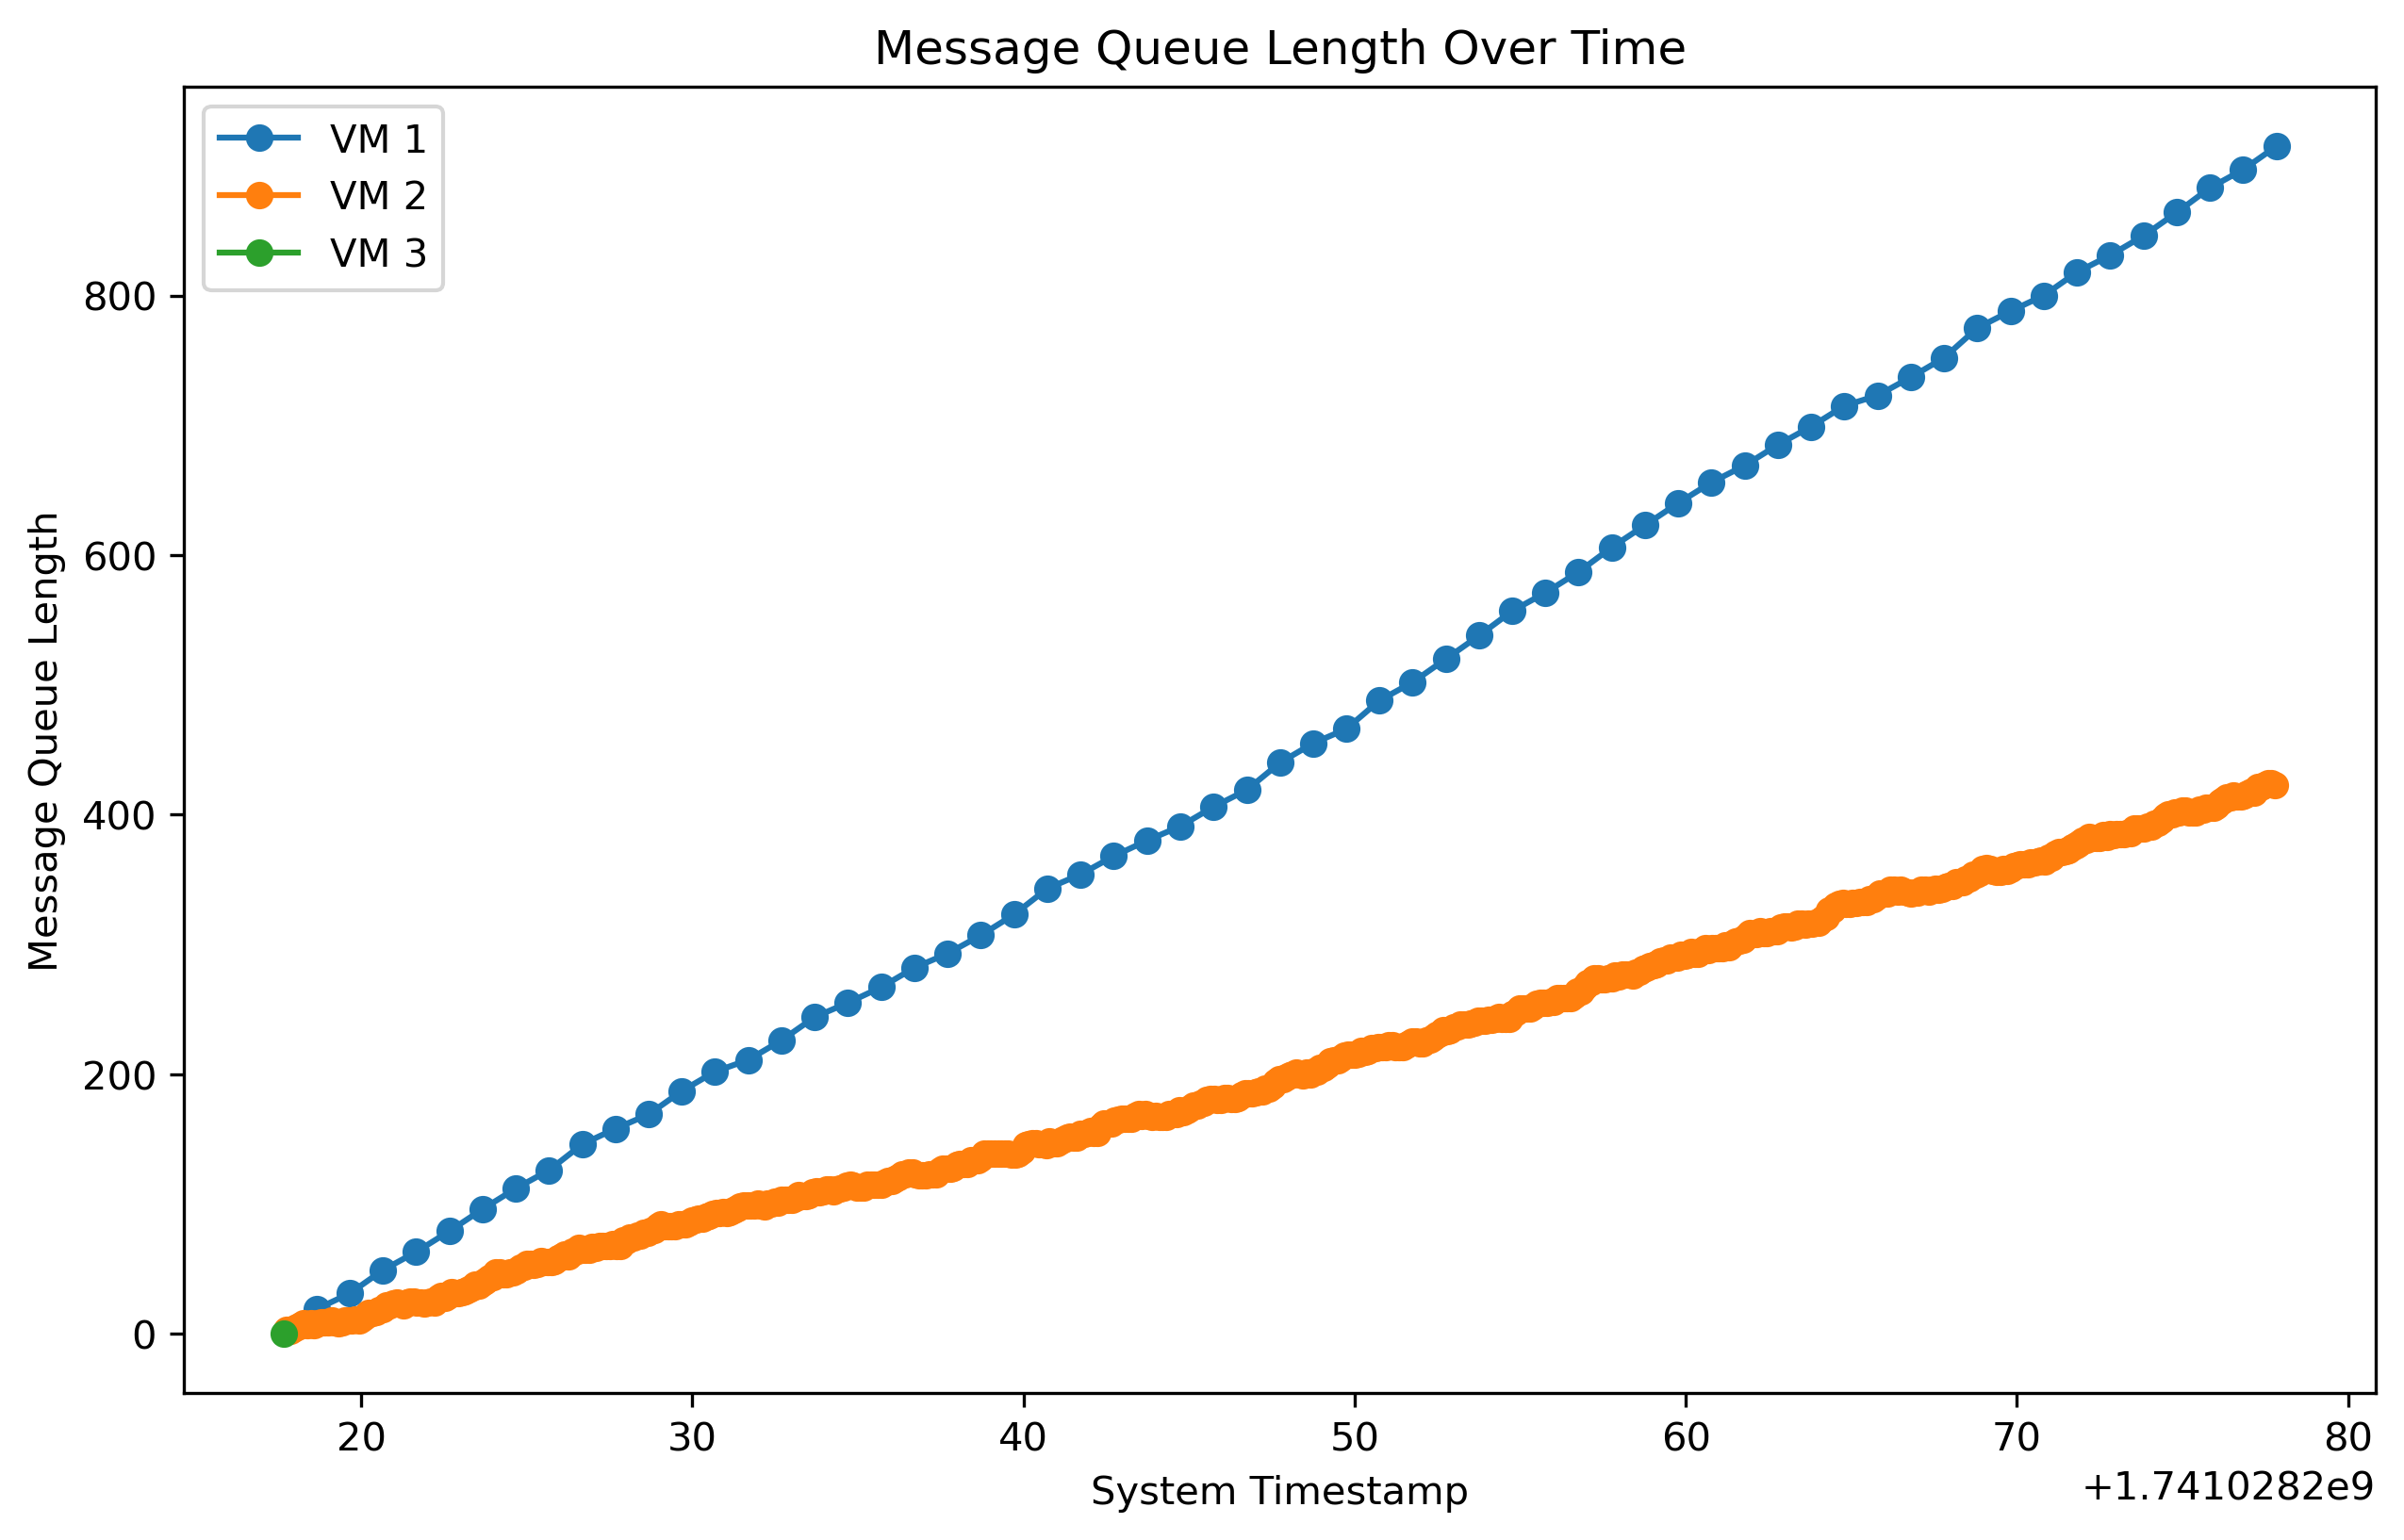 Message Queue Length Over Time
VM 1
VM 2
VM 3
Message Queue Length
800
600
400
200
0
20 30 40 50 60 70 80
System Timestamp
+1.7410282e9